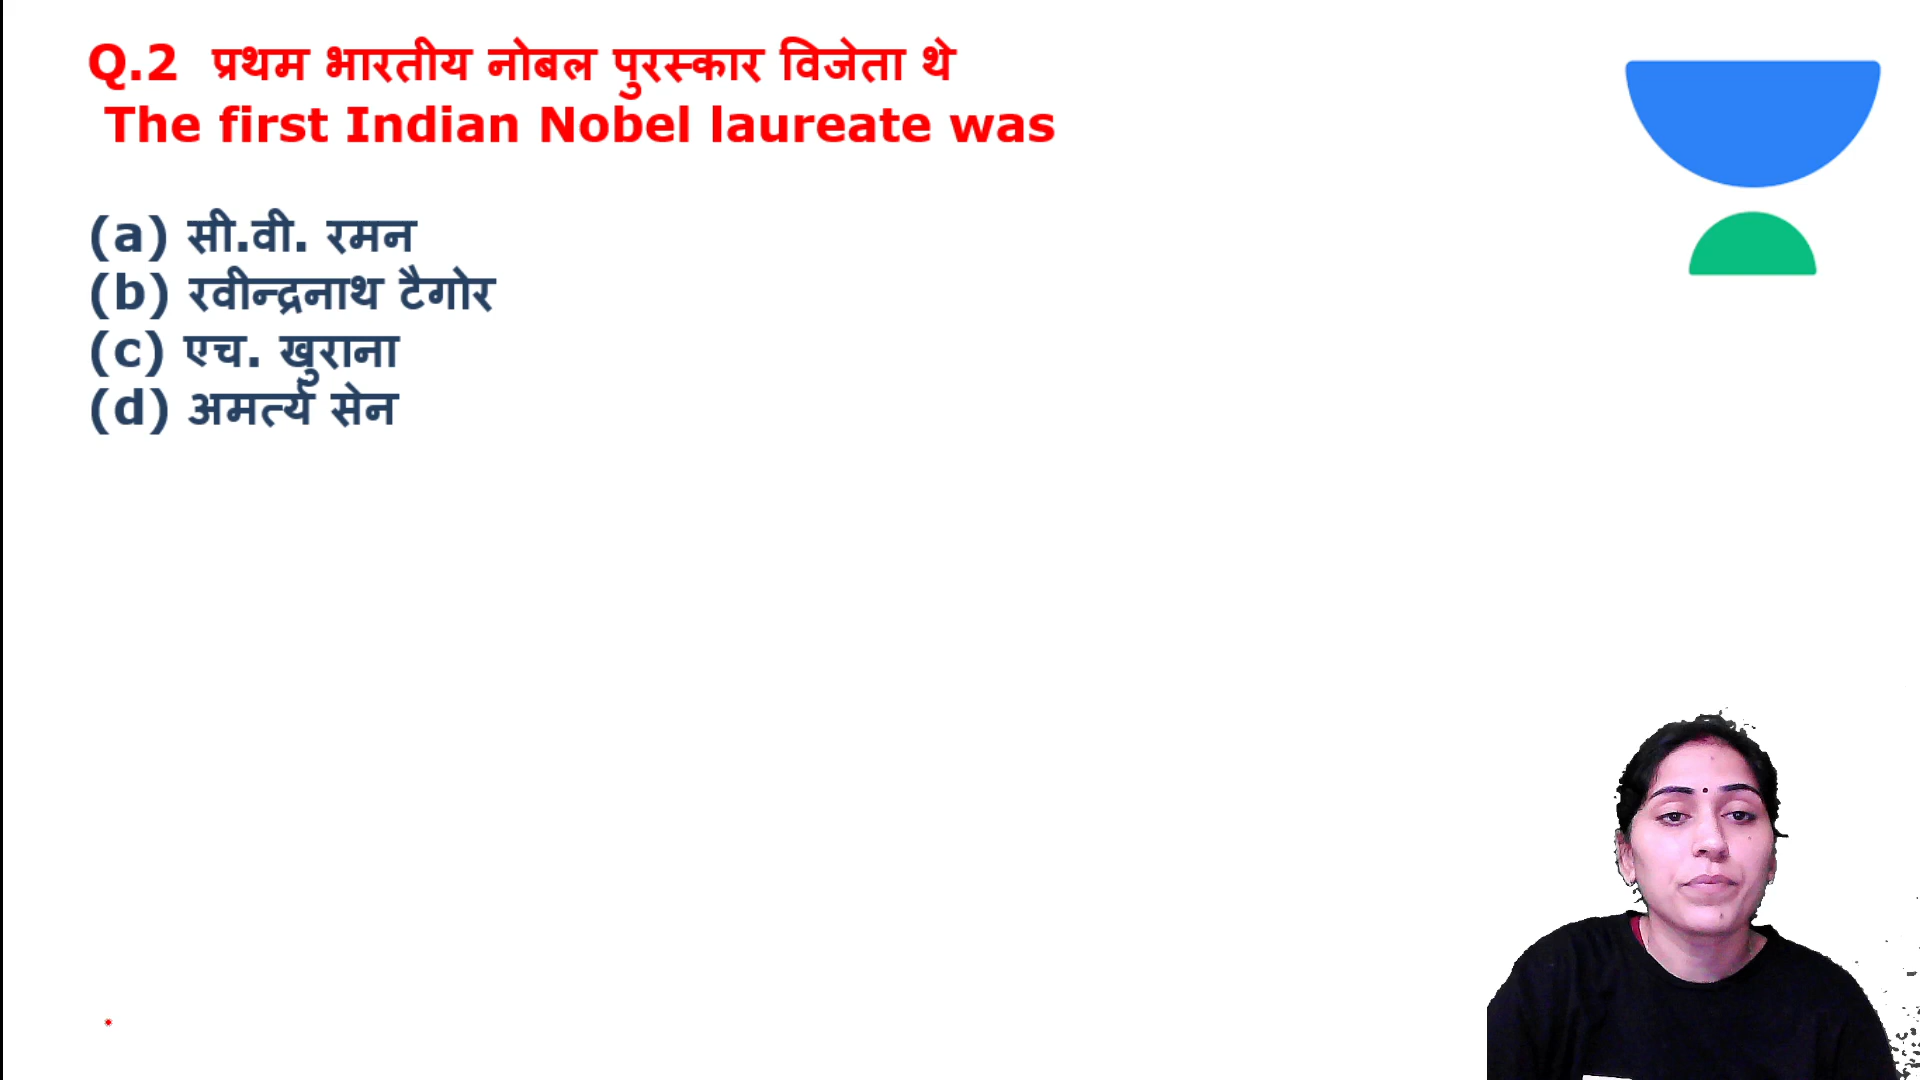 Q.2 प्रथम भारतीय नोबल पुरस्कार विजेता थे
The first Indian Nobel laureate was
(a) सी.वी. रमन
(b) रवीन्द्रनाथ टैगोर
(c) एच. खुराना
(d) अमर्त्य सेन